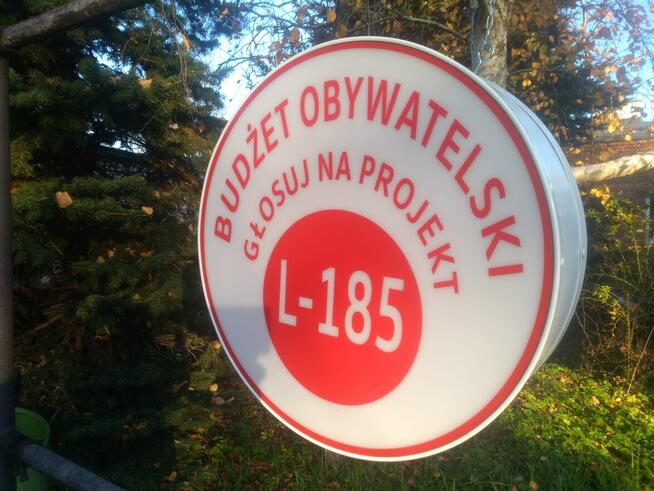 BUDŻET OBYWATELSKI
GŁOSUJ NA PROJEKT
L-185